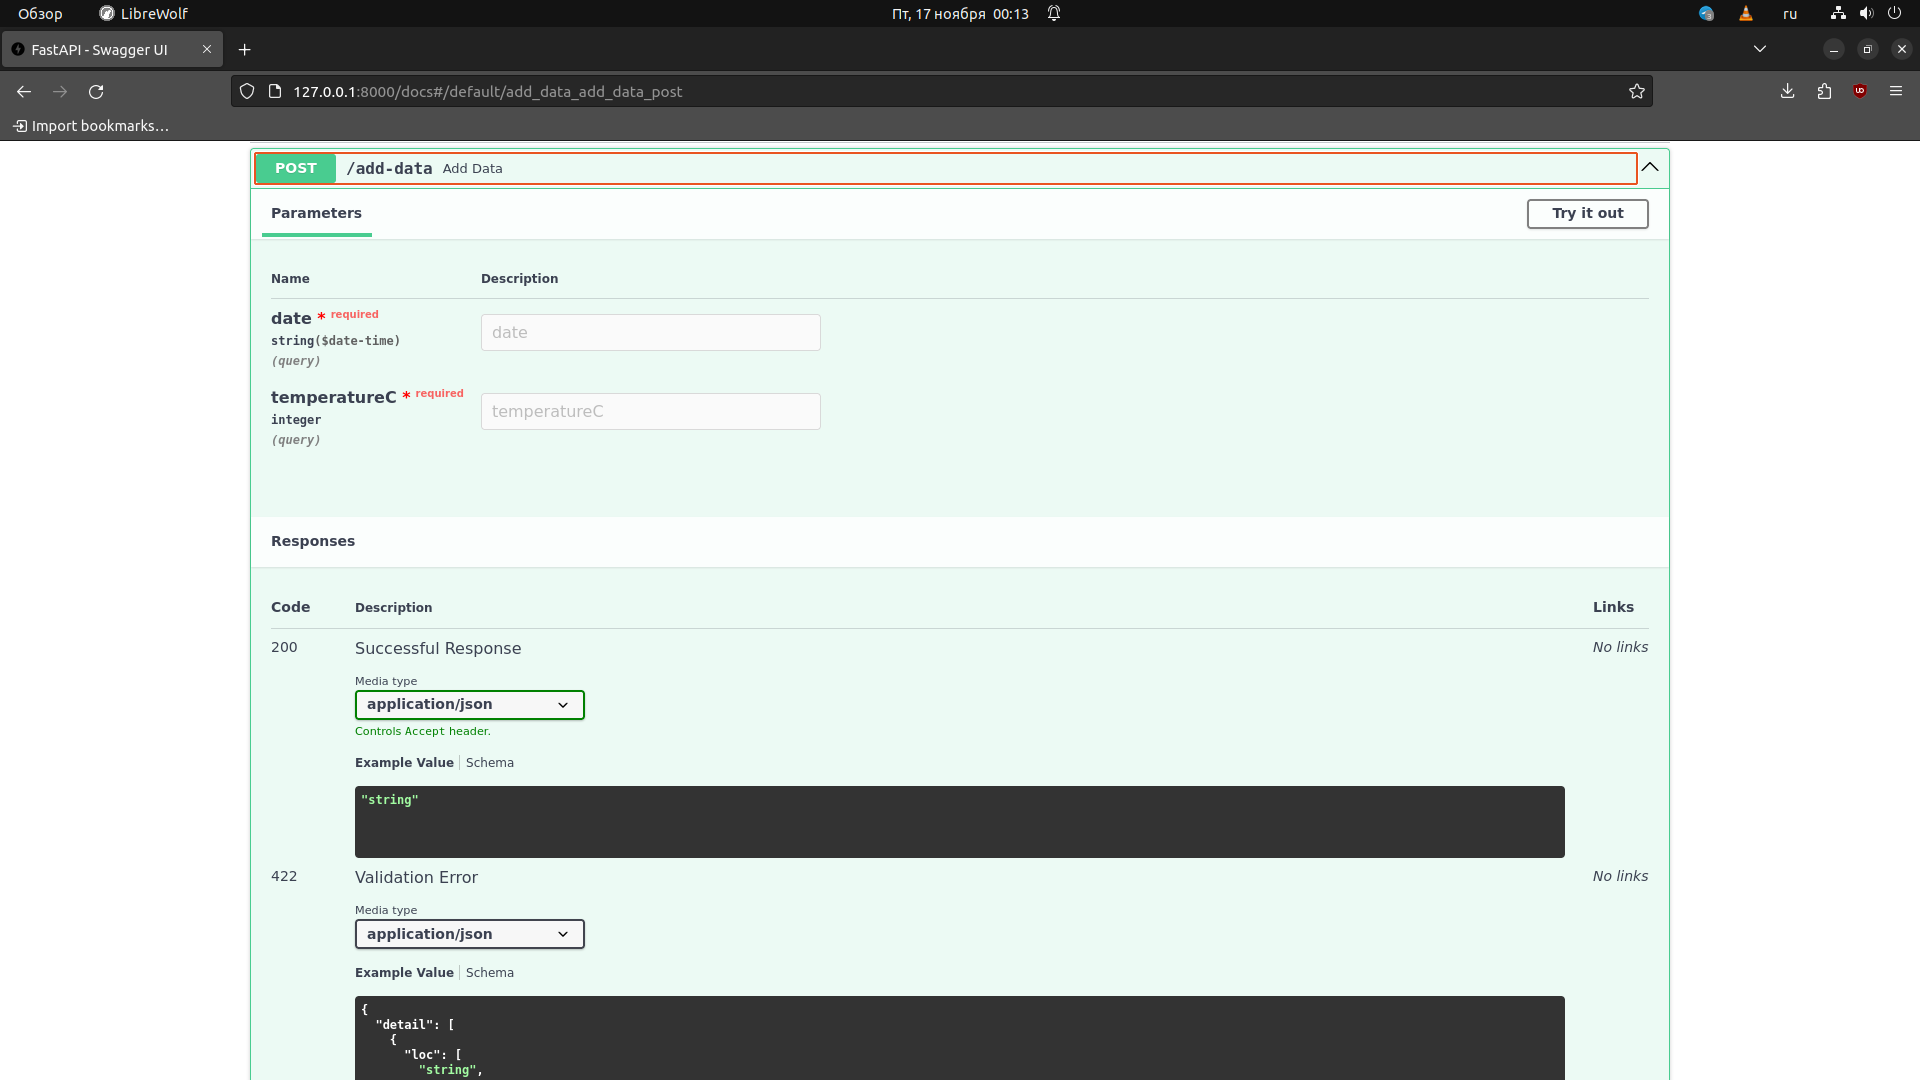 Обзор LibreWolf Пт, 17 ноября 00:13 ru
FastAPI - Swagger UI
127.0.0.1:8000/docs#/default/add_data_add_data_post
Import bookmarks...
POST /add-data Add Data
Parameters Try it out
Name Description
date * required
string($date-time)
(query)
date
temperatureC * required
integer
(query)
temperatureC
Responses
Code Description Links
200 Successful Response No links
Media type
application/json
Controls Accept header.
Example Value Schema
"string"
422 Validation Error No links
Media type
application/json
Example Value Schema
{
"detail": [
{
"loc": [
"string",